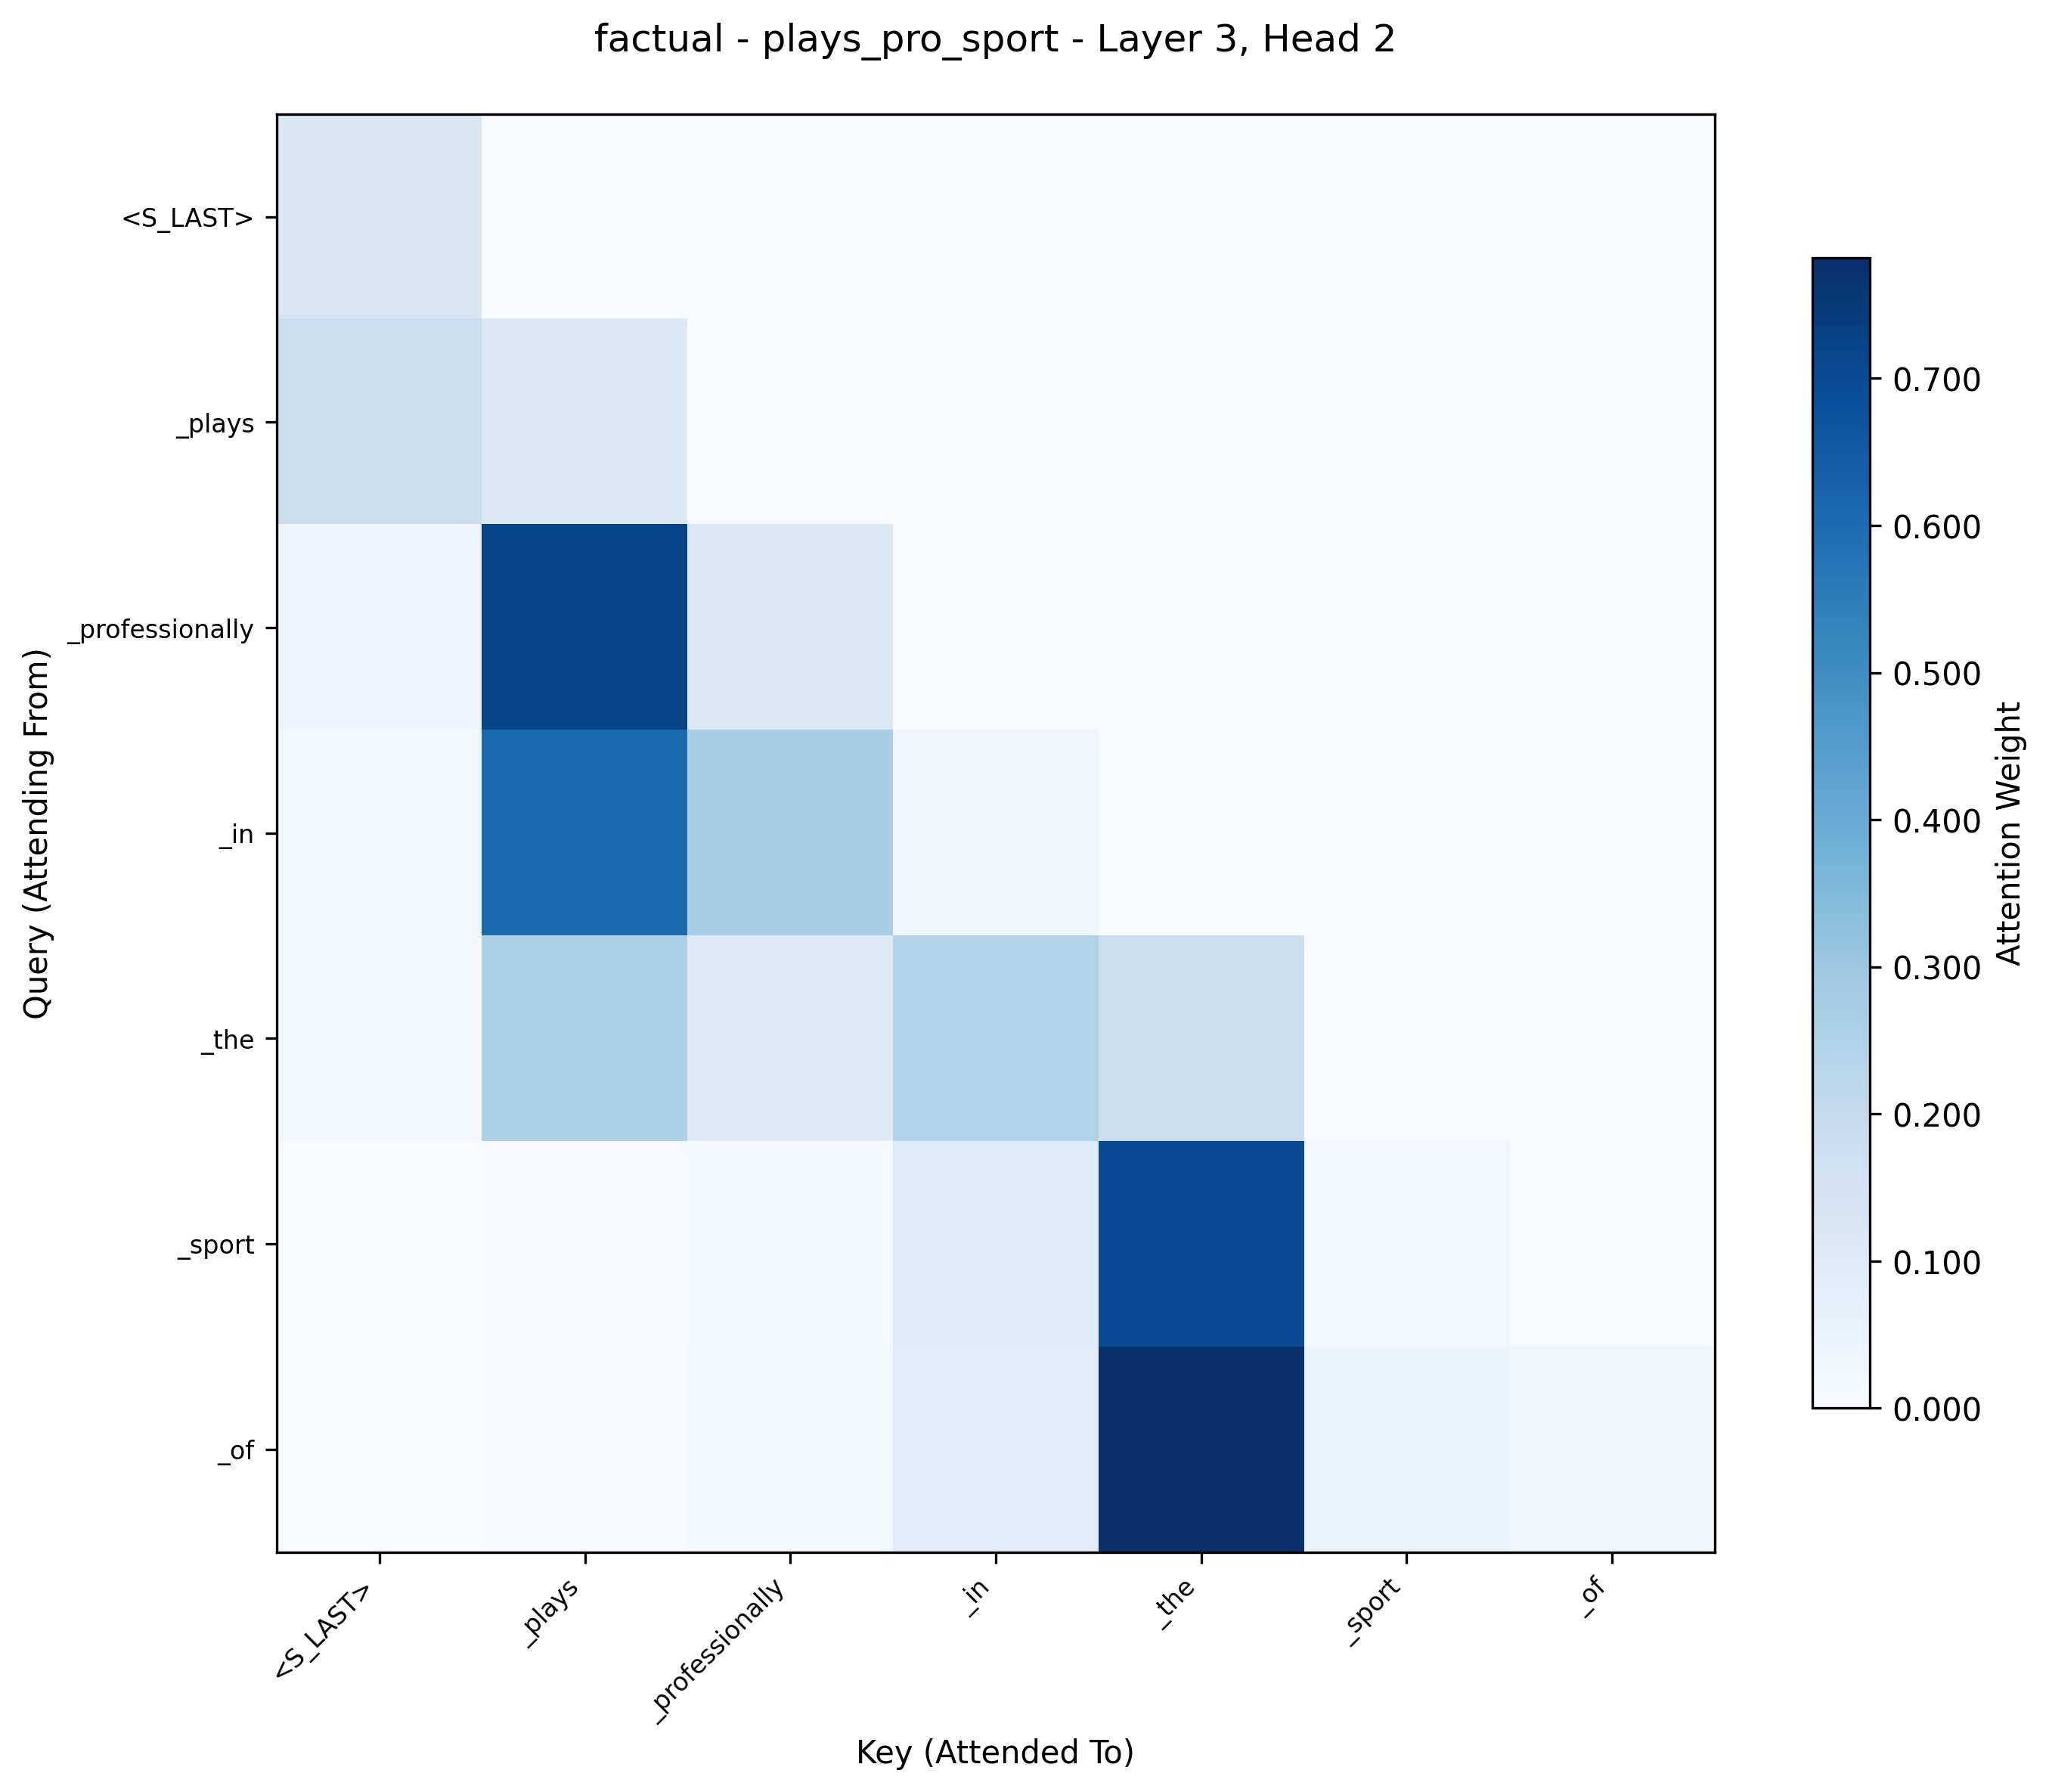 factual - plays_pro_sport - Layer 3, Head 2
<S_LAST>
_plays
_professionally
_in
_the
_sport
_of
Query (Attending From)
<S_LAST>
_plays
_professionally
_in
_the
_sport
_of
Key (Attended To)
0.700
0.600
0.500
0.400
0.300
0.200
0.100
0.000
Attention Weight